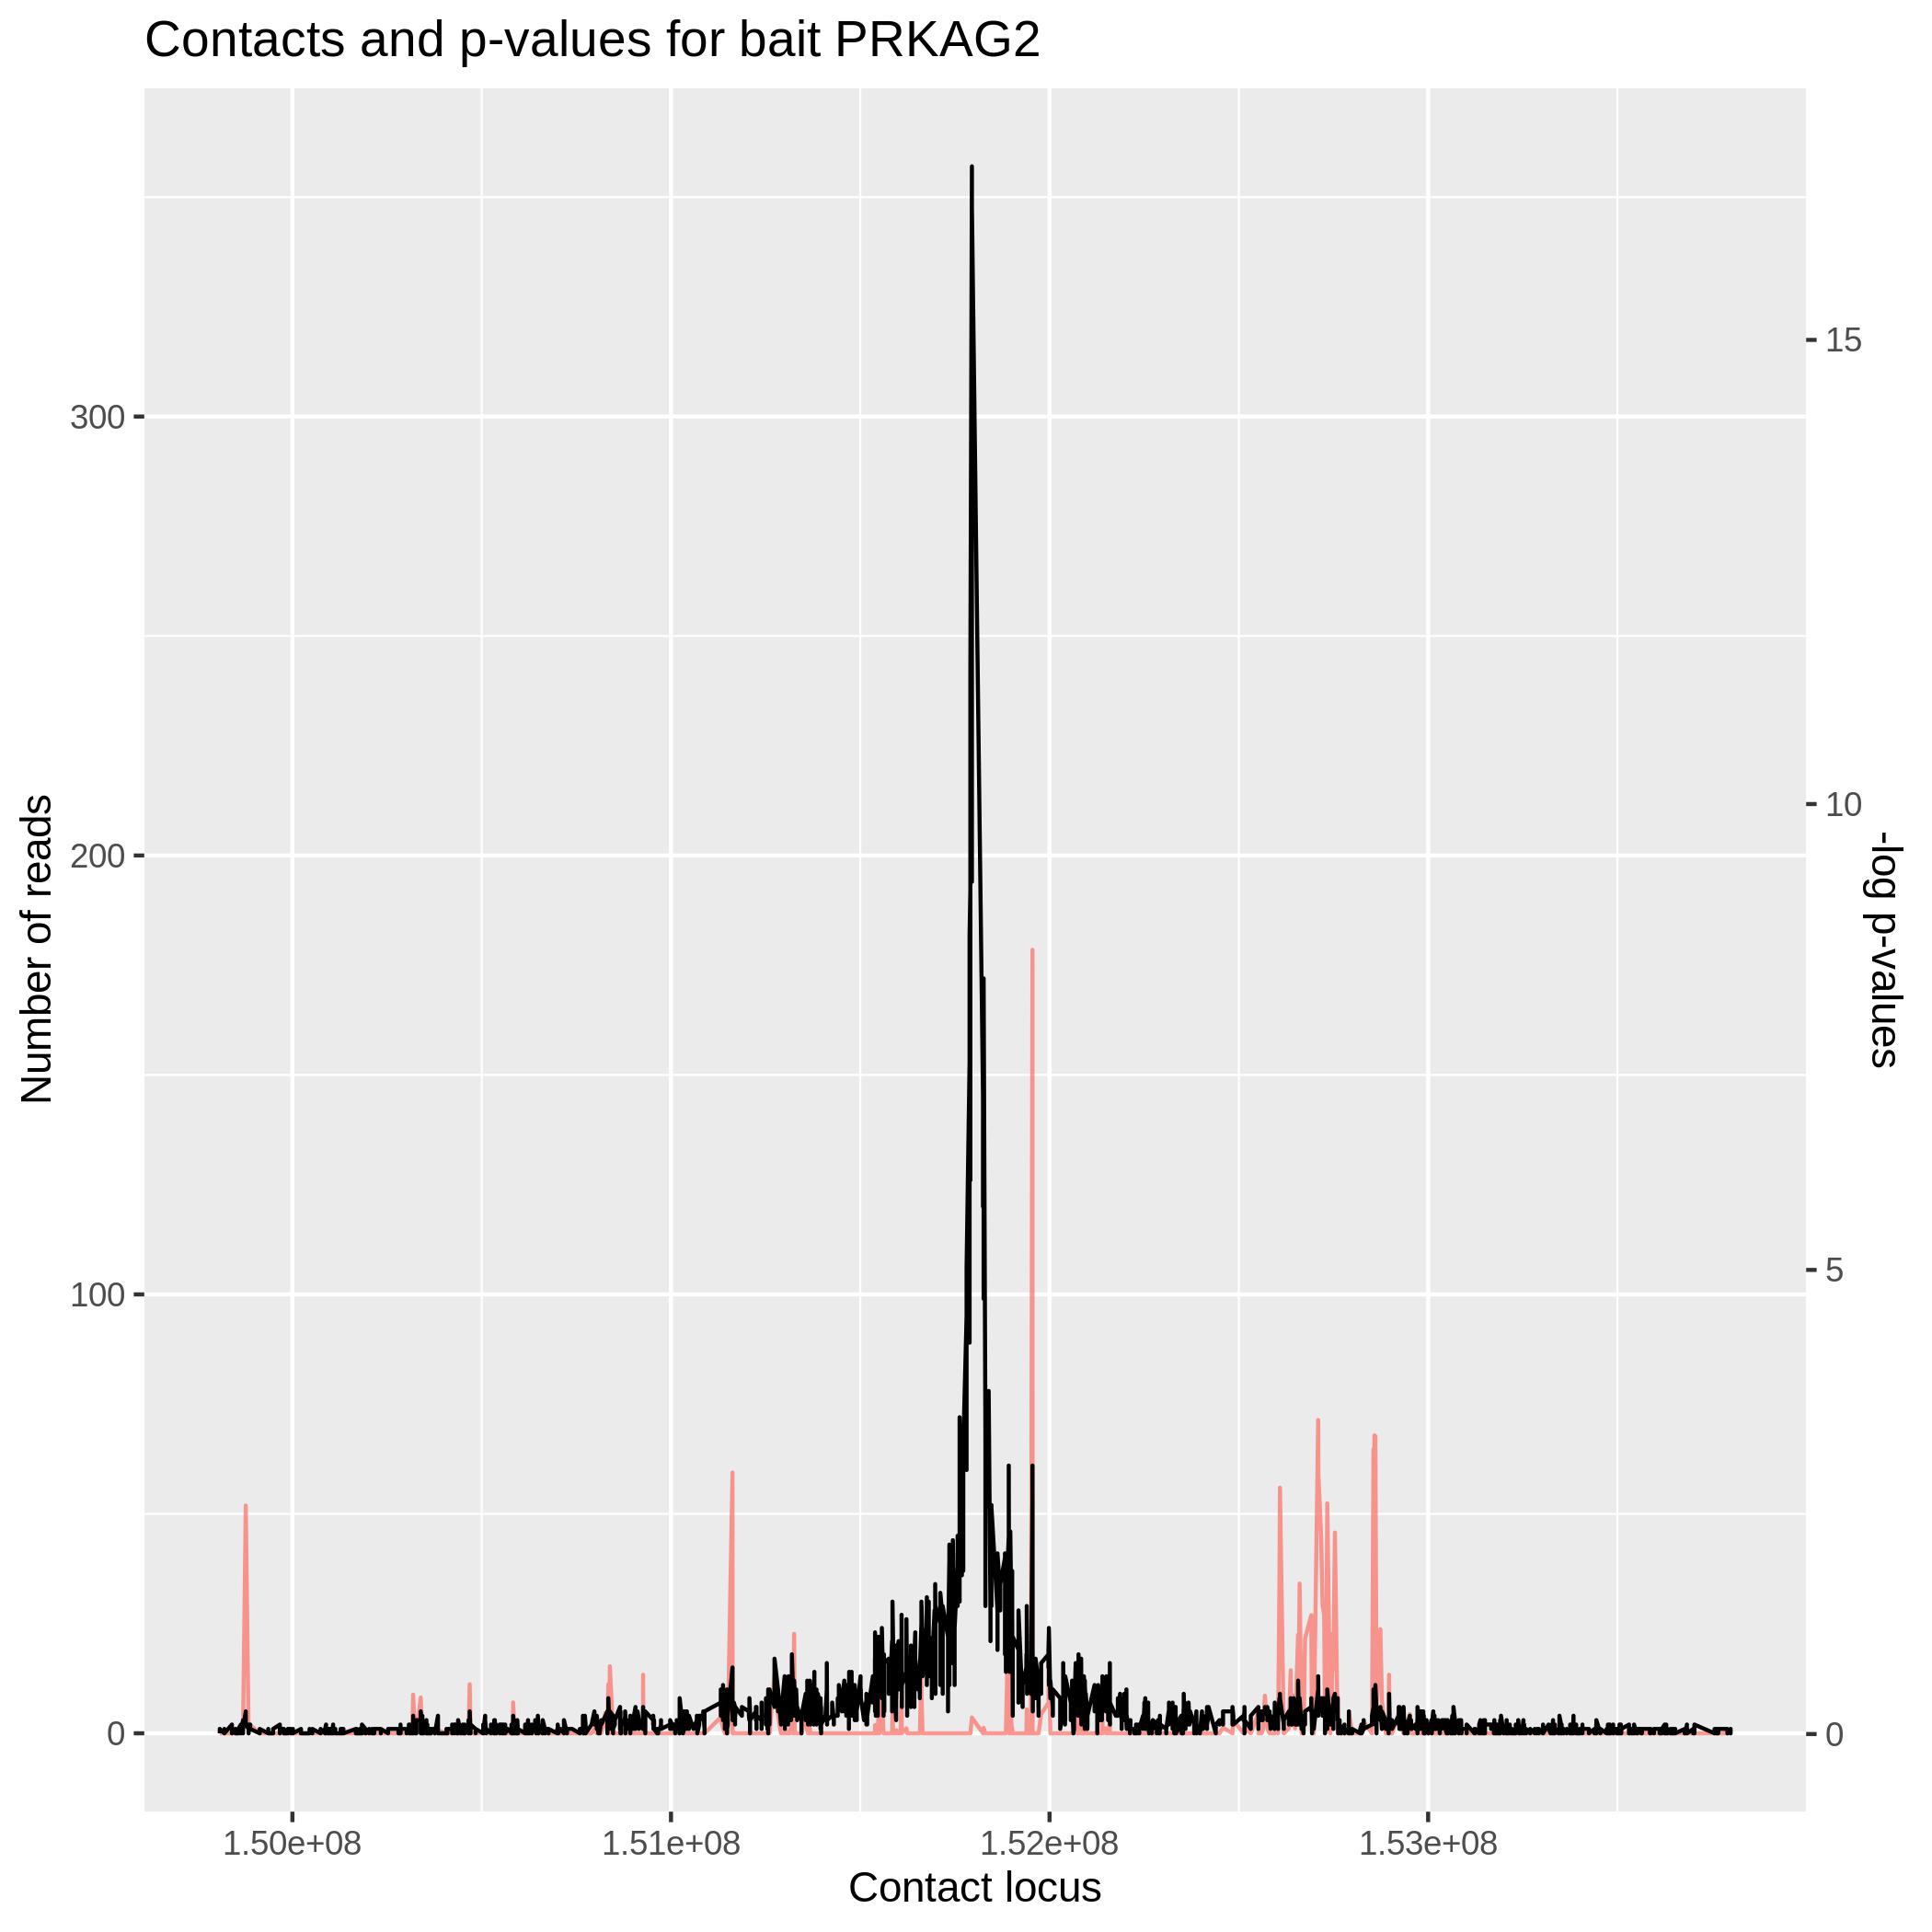 Contacts and p-values for bait PRKAG2
Number of reads
300
200
100
0
15
10
5
0
-log p-values
1.50e+08 1.51e+08 1.52e+08 1.53e+08
Contact locus